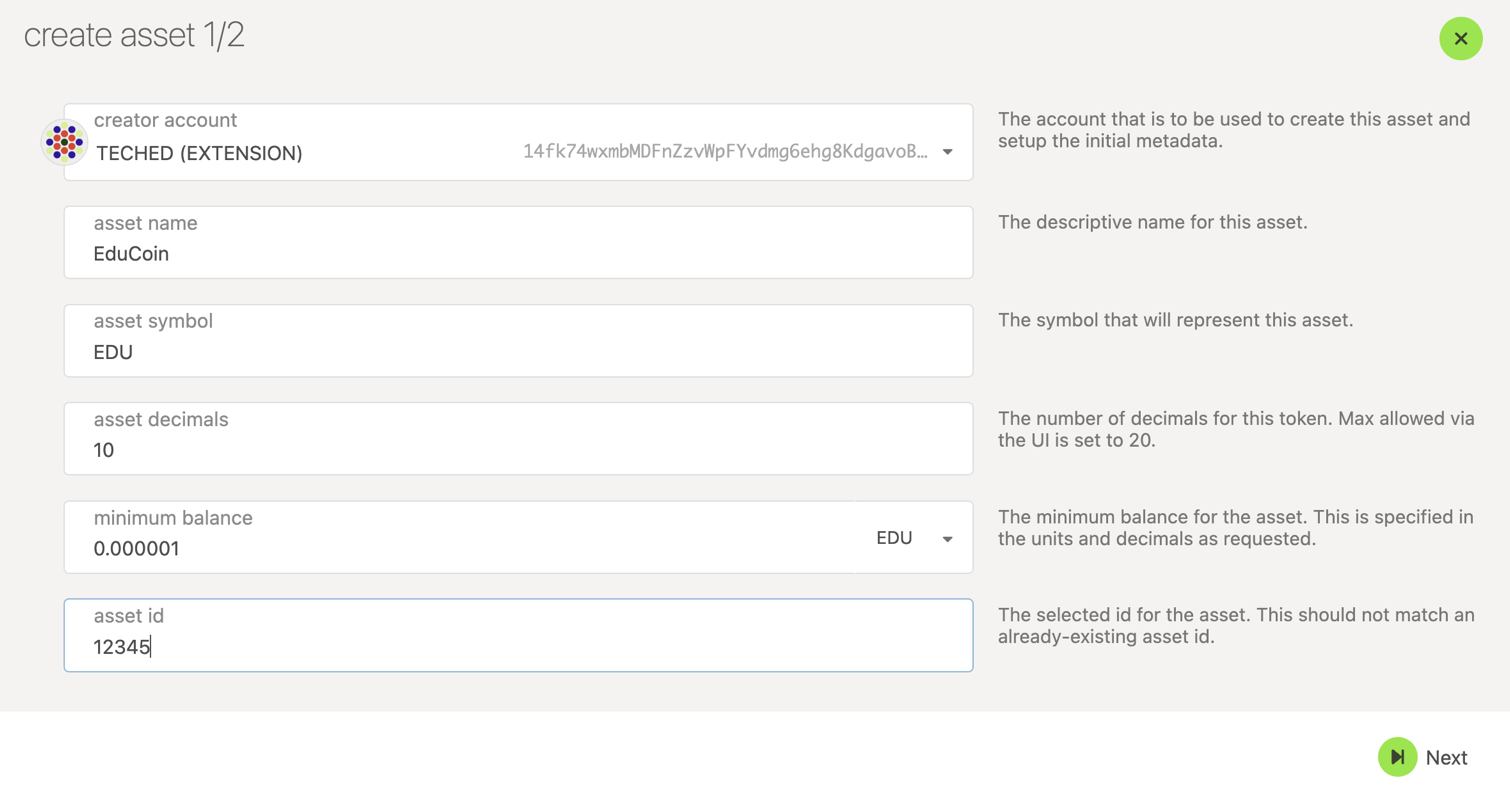 create asset 1/2
creator account
TECHED (EXTENSION) 14fk74wxmbMDFnZzvWpFYvdmg6ehg8KdgavoB…
The account that is to be used to create this asset and
setup the initial metadata.
asset name
EduCoin
The descriptive name for this asset.
asset symbol
EDU
The symbol that will represent this asset.
asset decimals
10
The number of decimals for this token. Max allowed via
the UI is set to 20.
minimum balance
0.000001 EDU
The minimum balance for the asset. This is specified in
the units and decimals as requested.
asset id
12345
The selected id for the asset. This should not match an
already-existing asset id.
Next